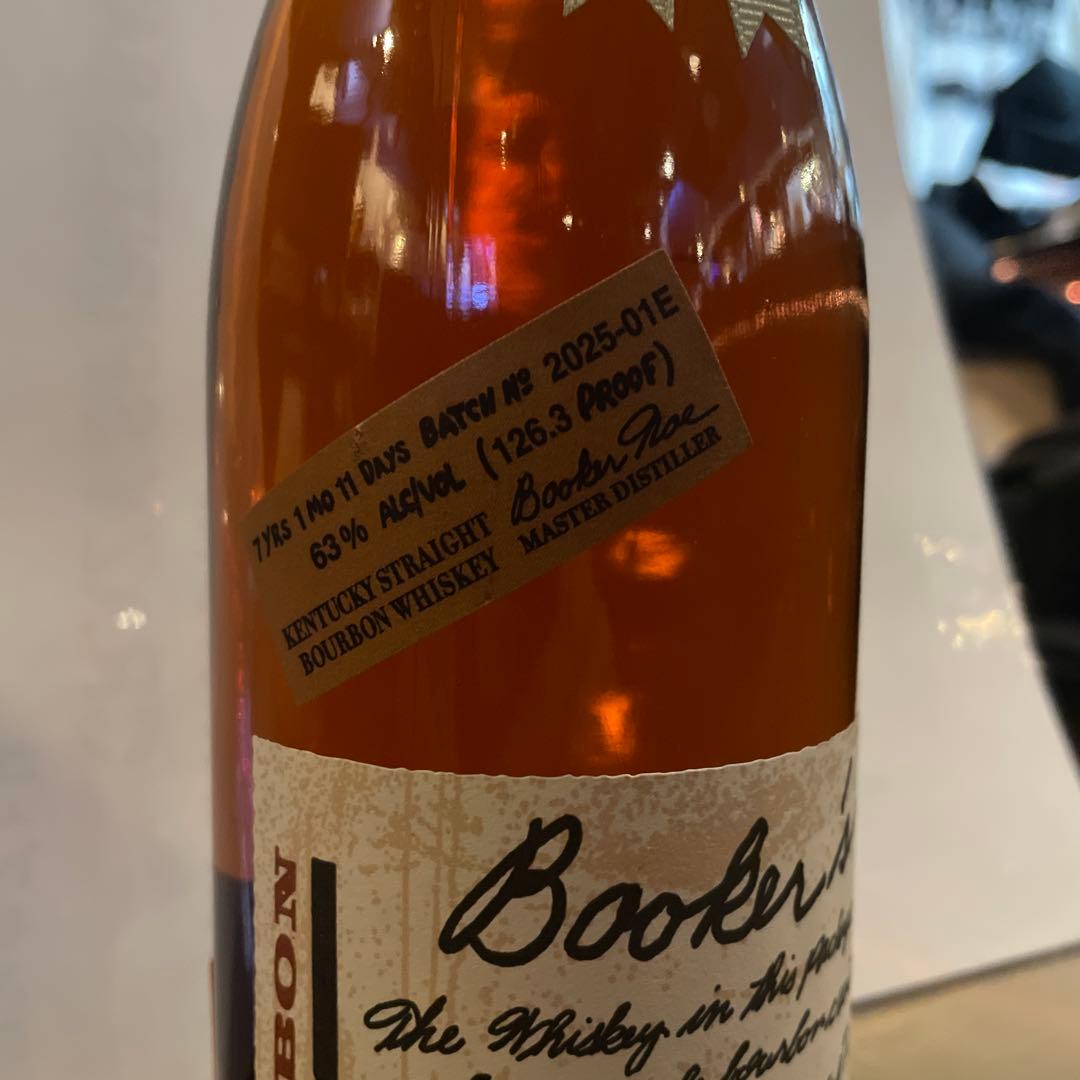 7 YRS 1 MO 11 DAYS BATCH Nº 2025-01E
63% ALC/VOL (126.3 PROOF)
KENTUCKY STRAIGHT
BOURBON WHISKEY
Booker Noe
MASTER DISTILLER
BON
Booker's
The Whiskey in this
bourbon